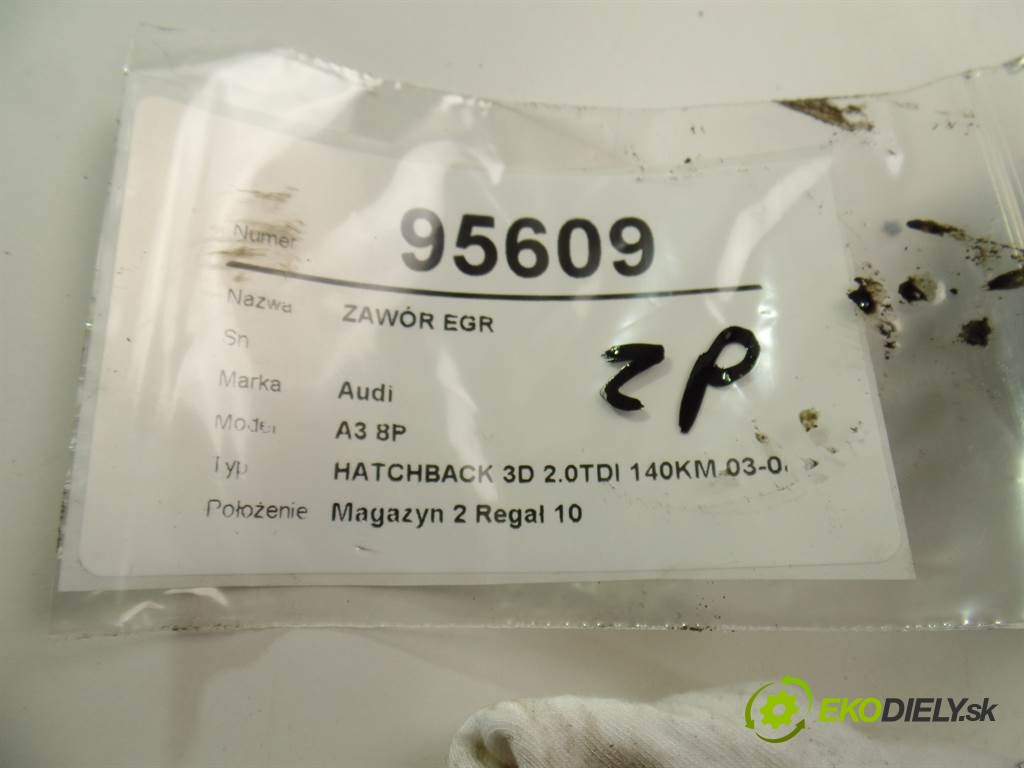 Numer 95609
Nazwa ZAWÓR EGR
Sn
Marka Audi
Model A3 8P
Typ HATCHBACK 3D 2.0TDI 140KM 03-0
Położenie Magazyn 2 Regał 10
ZP
EKODIELY.sk